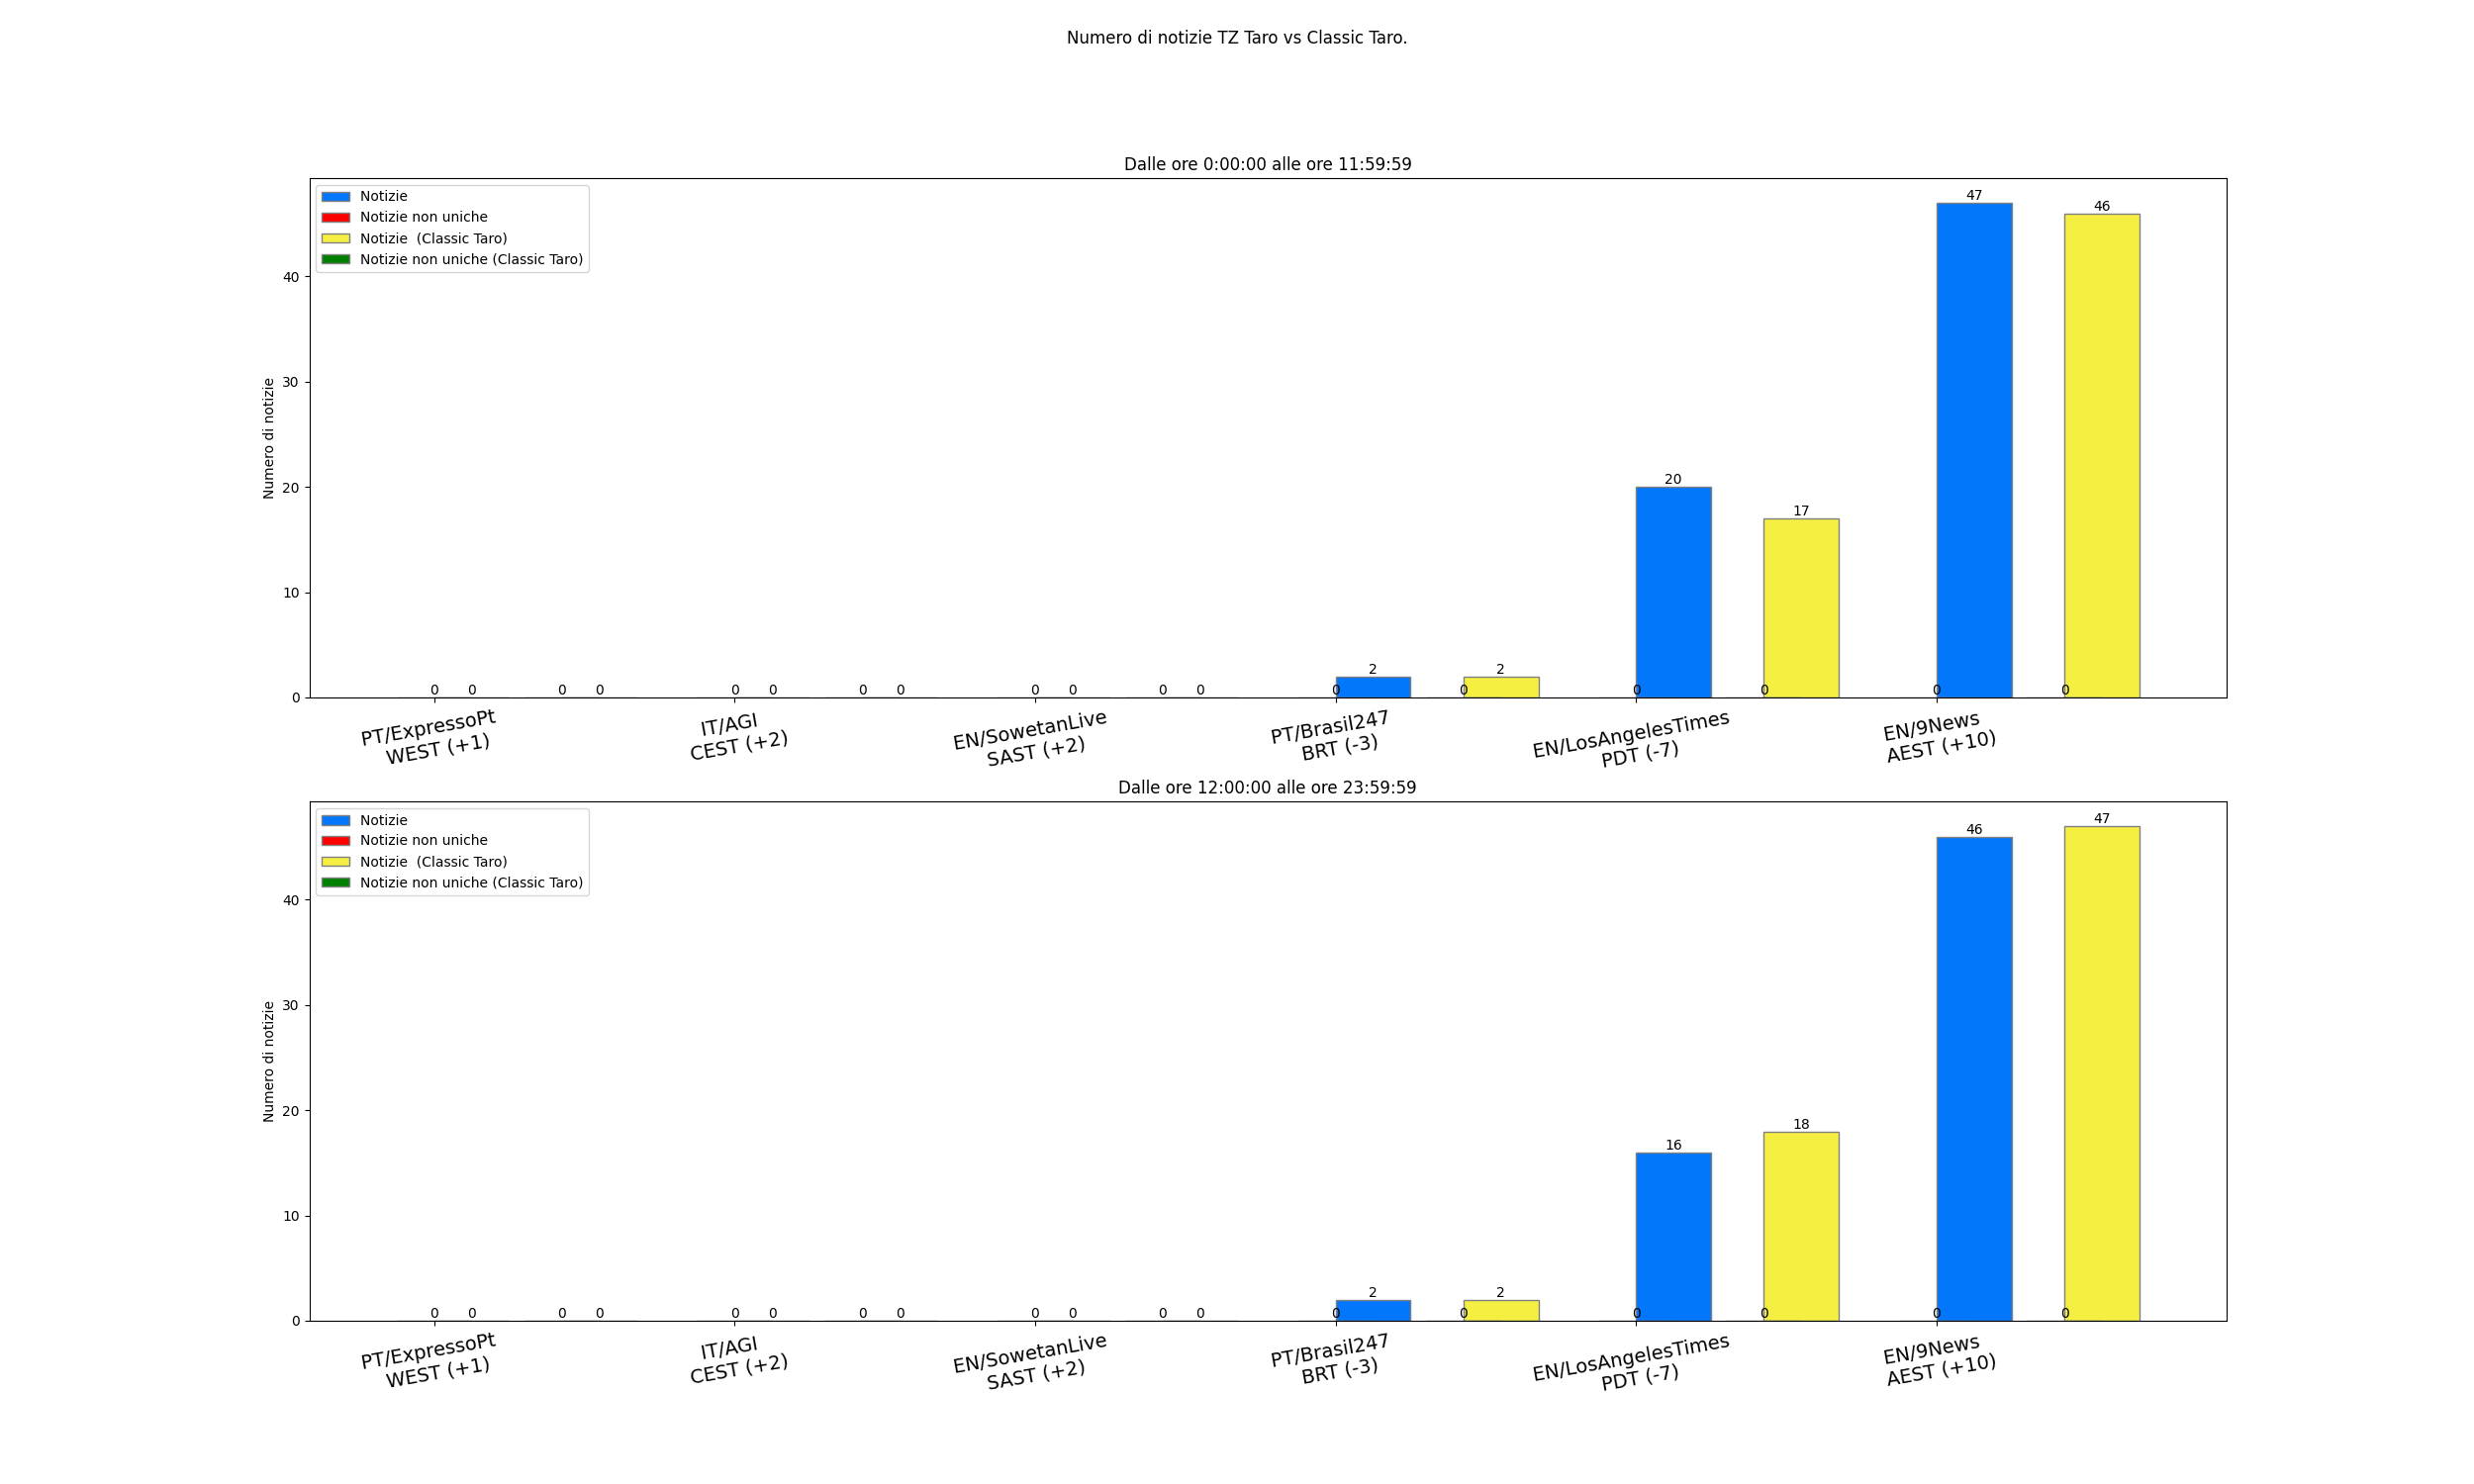 Numero di notizie TZ Taro vs Classic Taro.
Dalle ore 0:00:00 alle ore 11:59:59
Notizie
Notizie non uniche
Notizie  (Classic Taro)
Notizie non uniche (Classic Taro)
Numero di notizie
40
30
20
10
0
0 0 0 0 0 0 0 0 0 0 0 0 0 2 0 2 0 20 0 17 0 47 0 46
PT/ExpressoPt
WEST (+1)
IT/AGI
CEST (+2)
EN/SowetanLive
SAST (+2)
PT/Brasil247
BRT (-3)
EN/LosAngelesTimes
PDT (-7)
EN/9News
AEST (+10)
Dalle ore 12:00:00 alle ore 23:59:59
Notizie
Notizie non uniche
Notizie  (Classic Taro)
Notizie non uniche (Classic Taro)
Numero di notizie
40
30
20
10
0
0 0 0 0 0 0 0 0 0 0 0 0 0 2 0 2 0 16 0 18 0 46 0 47
PT/ExpressoPt
WEST (+1)
IT/AGI
CEST (+2)
EN/SowetanLive
SAST (+2)
PT/Brasil247
BRT (-3)
EN/LosAngelesTimes
PDT (-7)
EN/9News
AEST (+10)